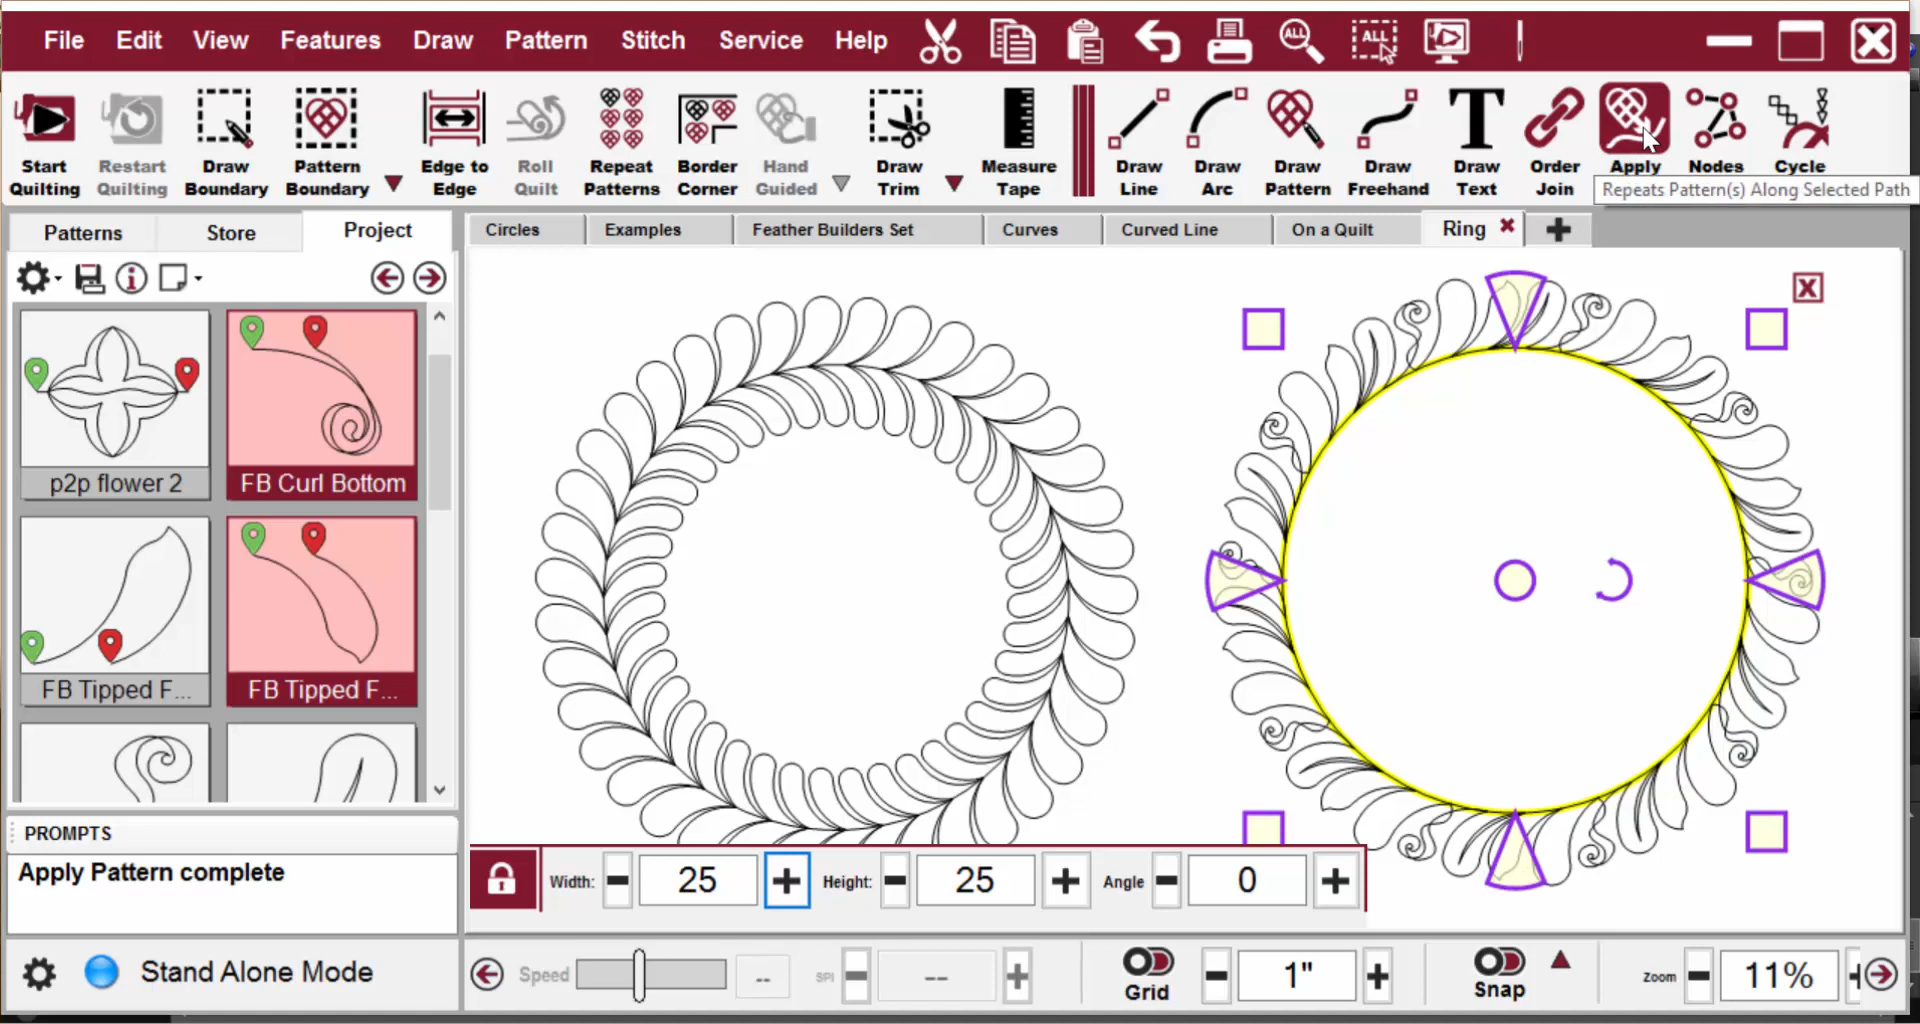 File Edit View Features Draw Pattern Stitch Service Help ALL ALL
Start Restart Draw Pattern Edge to Roll Repeat Border Hand Draw Measure Draw Draw Draw Draw Draw Order Apply Nodes Cycle
Quilting Quilting Boundary Boundary Edge Quilt Patterns Corner Guided Trim Tape Line Arc Pattern Freehand Text Join
Repeats Pattern(s) Along Selected Path
Patterns Store Project
Circles Examples Feather Builders Set Curves Curved Line On a Quilt Ring
p2p flower 2 FB Curl Bottom
FB Tipped F... FB Tipped F...
PROMPTS
Apply Pattern complete
Width: 25 Height: 25 Angle 0
Stand Alone Mode
Speed -- SPI -- Grid 1" Snap Zoom 11%